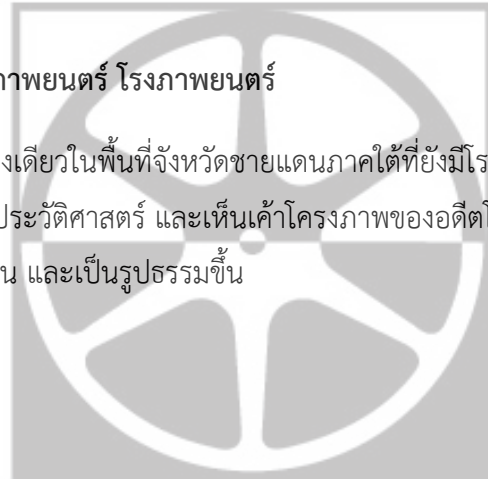 ภาพยนตร์ โรงภาพยนตร์
งเดียวในพื้นที่จังหวัดชายแดนภาคใต้ที่ยังมีโร
ประวัติศาสตร์ และเห็นเค้าโครงภาพของอดีตโ
น และเป็นรูปธรรมขึ้น